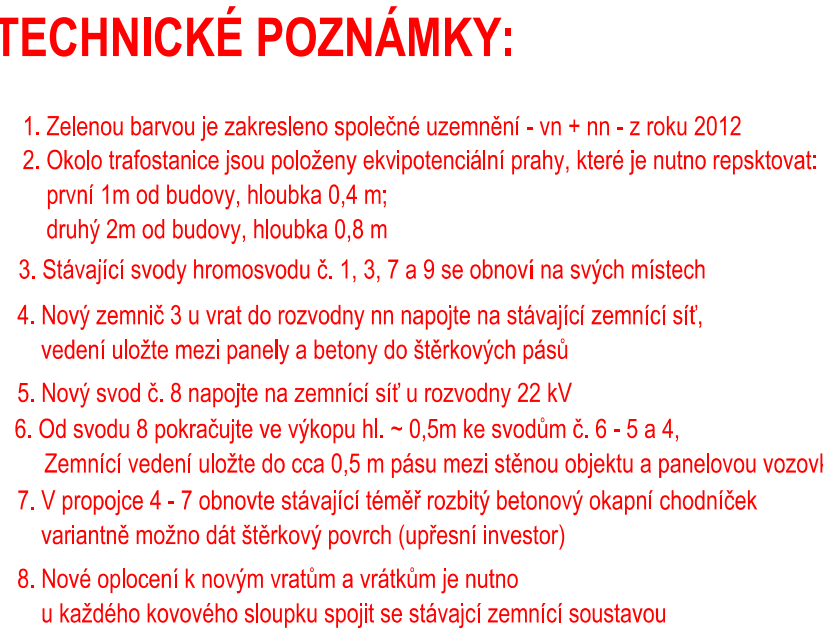 TECHNICKÉ POZNÁMKY:
1. Zelenou barvou je zakresleno společné uzemnění - vn + nn - z roku 2012
2. Okolo trafostanice jsou položeny ekvipotenciální prahy, které je nutno repsktovat:
první 1m od budovy, hloubka 0,4 m;
druhý 2m od budovy, hloubka 0,8 m
3. Stávající svody hromosvodu č. 1, 3, 7 a 9 se obnoví na svých místech
4. Nový zemnič 3 u vrat do rozvodny nn napojte na stávající zemnící síť,
vedení uložte mezi panely a betony do štěrkových pásů
5. Nový svod č. 8 napojte na zemnící síť u rozvodny 22 kV
6. Od svodu 8 pokračujte ve výkopu hl. ~ 0,5m ke svodům č. 6 - 5 a 4,
Zemnící vedení uložte do cca 0,5 m pásu mezi stěnou objektu a panelovou
7. V propojce 4 - 7 obnovte stávající téměř rozbitý betonový okapní chodníček
variantně možno dát štěrkový povrch (upřesní investor)
8. Nové oplocení k novým vratům a vrátkům je nutno
u každého kovového sloupku spojit se stávajcí zemnící soustavou